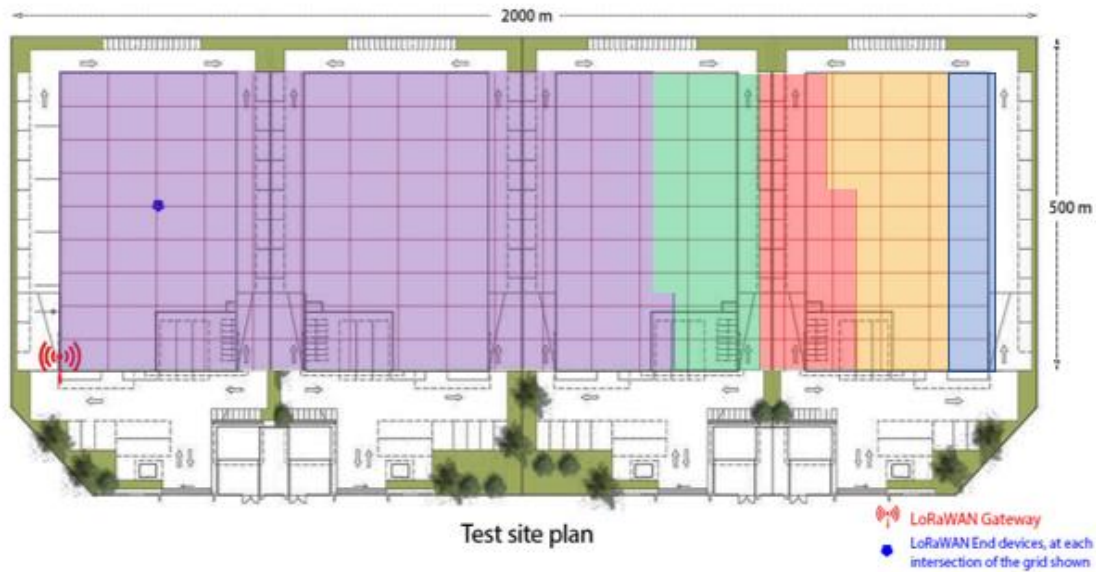 2000 m
500 m
Test site plan
LoRaWAN Gateway
LoRaWAN End devices, at each
intersection of the grid shown